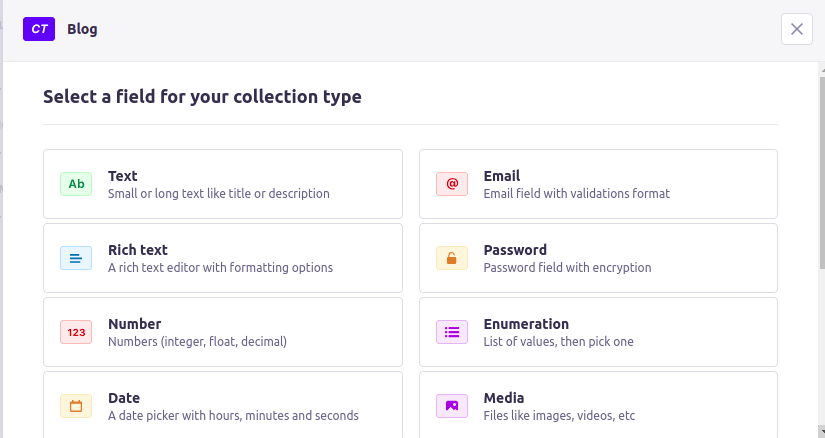 CT Blog
Select a field for your collection type
Ab Text
Small or long text like title or description
@ Email
Email field with validations format
Rich text
A rich text editor with formatting options
Password
Password field with encryption
123 Number
Numbers (integer, float, decimal)
Enumeration
List of values, then pick one
Date
A date picker with hours, minutes and seconds
Media
Files like images, videos, etc